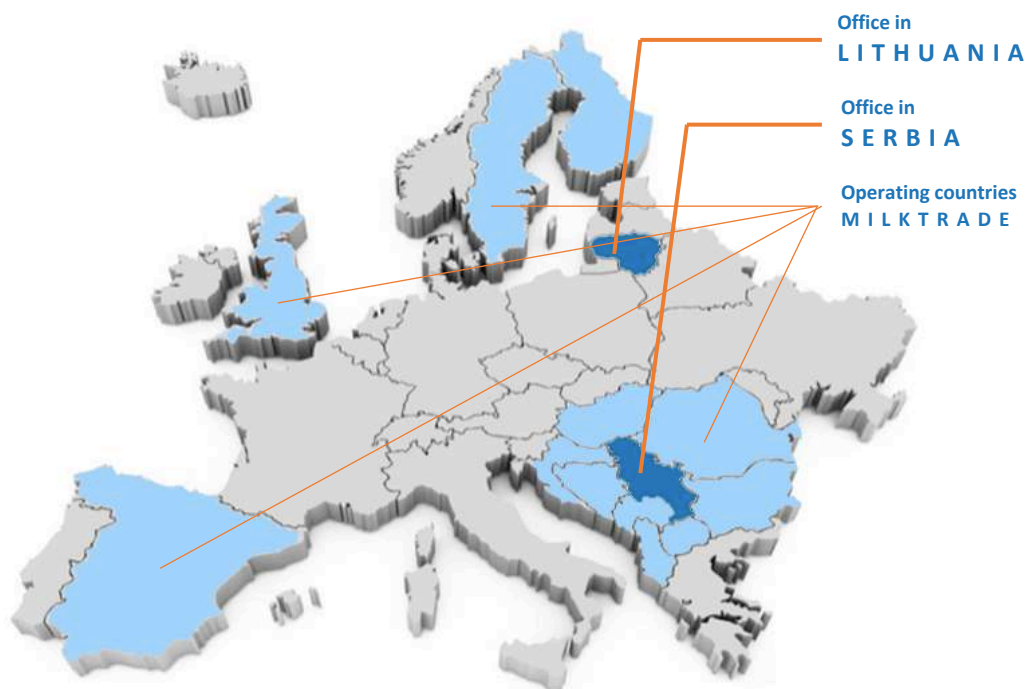 Office in
LITHUANIA
Office in
SERBIA
Operating countries
MILKTRADE